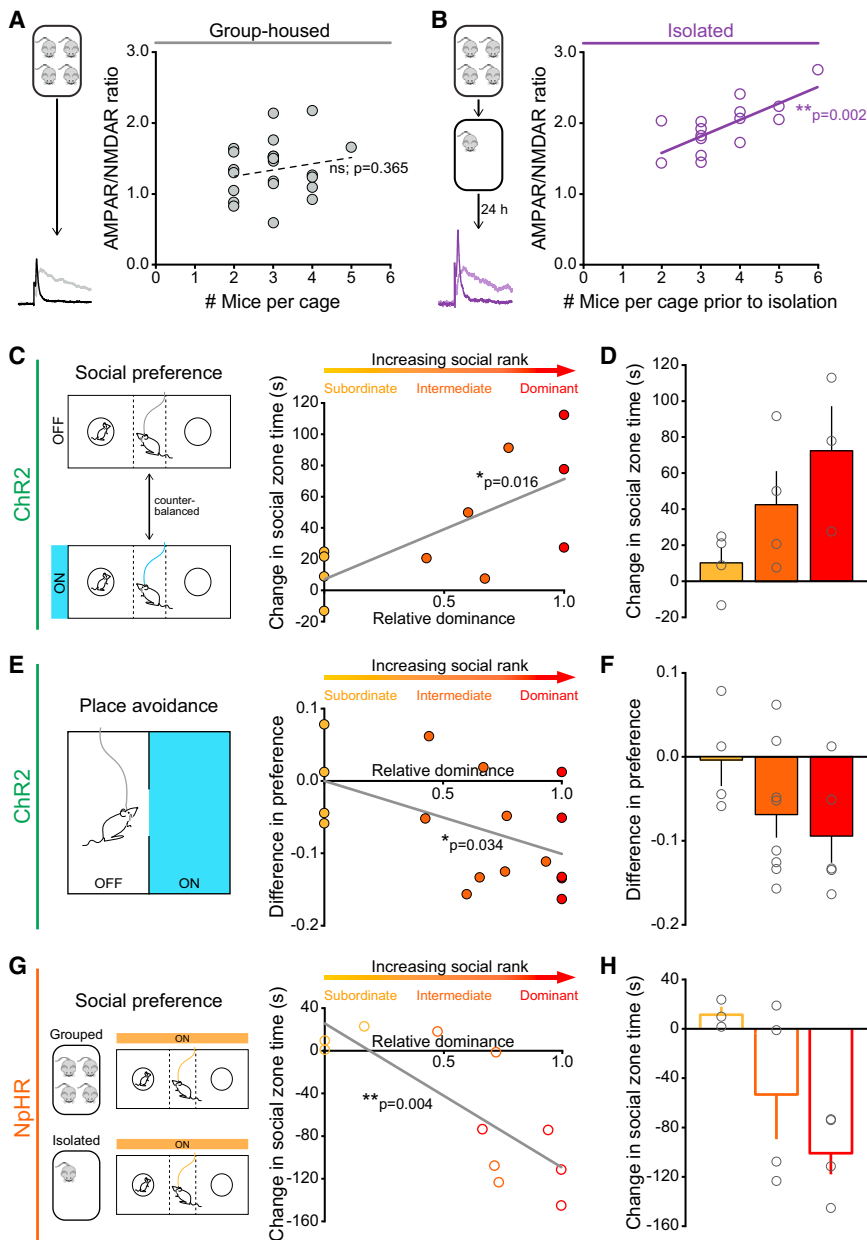 A
Group-housed
3.0
2.0
1.0
0.0
AMPAR/NMDAR ratio
ns; p=0.365
0 1 2 3 4 5 6
# Mice per cage
B
Isolated
24 h
3.0
2.0
1.0
0.0
AMPAR/NMDAR ratio
**p=0.002
0 1 2 3 4 5 6
# Mice per cage prior to isolation
C
ChR2
Social preference
OFF
counter-
balanced
ON
Increasing social rank
Subordinate Intermediate Dominant
120
100
80
60
40
20
0
-20
Change in social zone time (s)
*p=0.016
0.5 1.0
Relative dominance
D
120
100
80
60
40
20
0
-20
Change in social zone time (s)
E
ChR2
Place avoidance
OFF ON
Increasing social rank
Subordinate Intermediate Dominant
0.1
0.0
-0.1
-0.2
Difference in preference
Relative dominance
0.5 1.0
*p=0.034
F
0.1
0.0
-0.1
-0.2
Difference in preference
G
NpHR
Social preference
Grouped
ON
Isolated
ON
Increasing social rank
Subordinate Intermediate Dominant
40
0
-40
-80
-120
-160
Change in social zone time (s)
Relative dominance
0.5 1.0
**p=0.004
H
40
0
-40
-80
-120
-160
Change in social zone time (s)